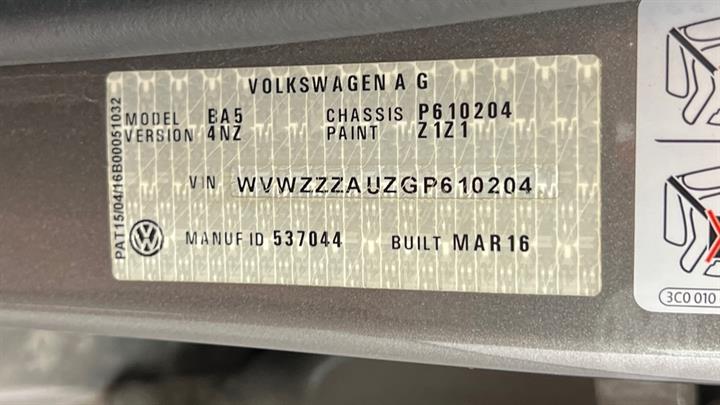 VOLKSWAGEN A G
MODEL BA5 CHASSIS P610204
VERSION 4NZ PAINT Z1Z1
VIN WVWZZZAUZGP610204
MANUF ID 537044 BUILT MAR16
PAT15/04/16B00051032
3C0 010